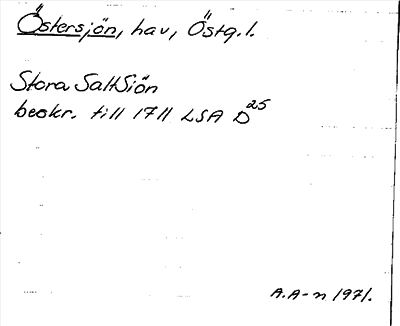 Östersjön, hav, Östg.l.
Stora SaltSiön
beskr. till 1711 LSA D25
A.A-n 1971.